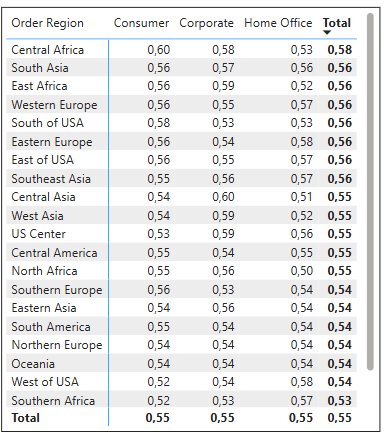 Order Region Consumer Corporate Home Office Total
Central Africa 0,60 0,58 0,53 0,58
South Asia 0,56 0,57 0,56 0,56
East Africa 0,56 0,59 0,52 0,56
Western Europe 0,56 0,55 0,57 0,56
South of USA 0,58 0,53 0,53 0,56
Eastern Europe 0,56 0,54 0,58 0,56
East of USA 0,56 0,55 0,57 0,56
Southeast Asia 0,55 0,56 0,57 0,56
Central Asia 0,54 0,60 0,51 0,55
West Asia 0,54 0,59 0,52 0,55
US Center 0,53 0,59 0,56 0,55
Central America 0,55 0,54 0,55 0,55
North Africa 0,55 0,56 0,50 0,55
Southern Europe 0,56 0,53 0,54 0,54
Eastern Asia 0,54 0,56 0,54 0,54
South America 0,55 0,54 0,54 0,54
Northern Europe 0,54 0,54 0,54 0,54
Oceania 0,54 0,54 0,54 0,54
West of USA 0,52 0,54 0,58 0,54
Southern Africa 0,52 0,53 0,57 0,53
Total 0,55 0,55 0,55 0,55